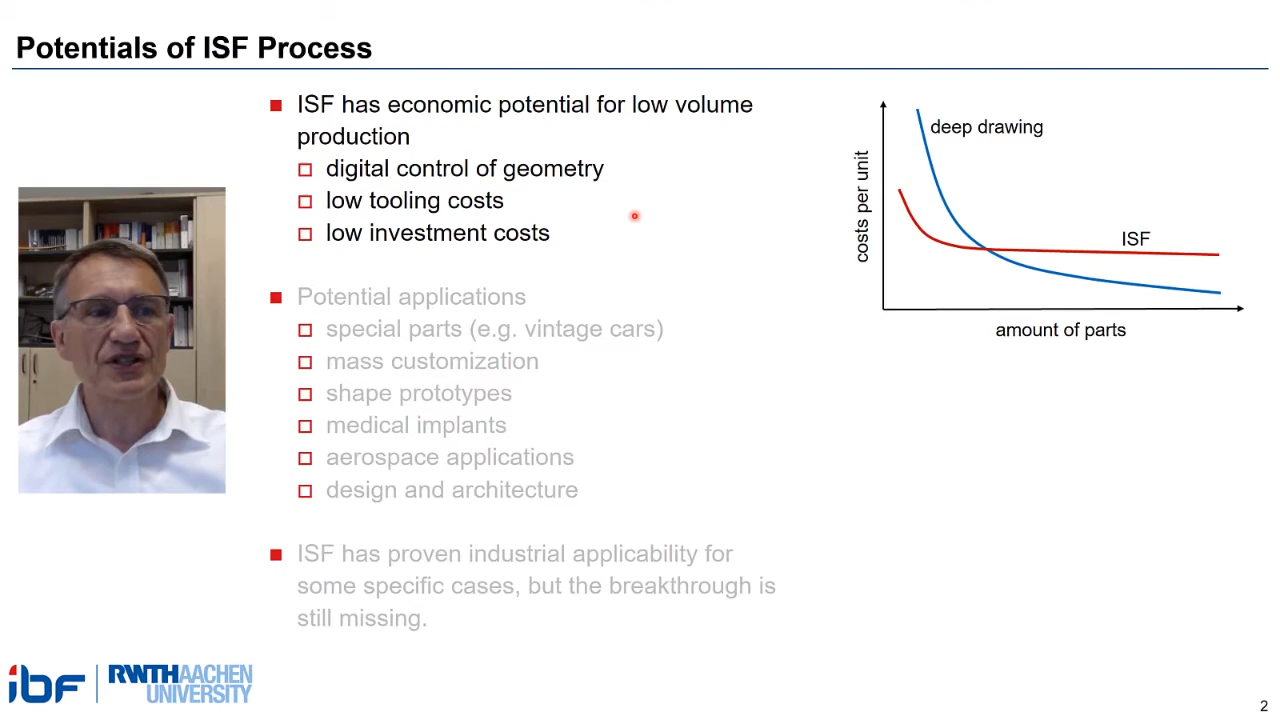 Potentials of ISF Process
ISF has economic potential for low volume
production
digital control of geometry
low tooling costs
low investment costs
Potential applications
special parts (e.g. vintage cars)
mass customization
shape prototypes
medical implants
aerospace applications
design and architecture
ISF has proven industrial applicability for
some specific cases, but the breakthrough is
still missing.
deep drawing
costs per unit
ISF
amount of parts
ibf
RWTHAACHEN
UNIVERSITY
2